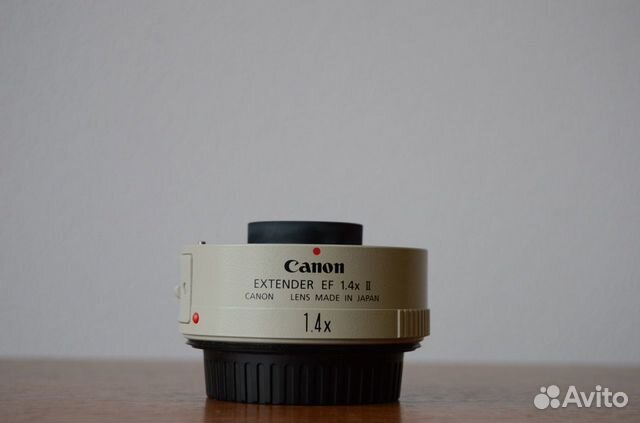 Canon
EXTENDER EF 1.4x II
CANON LENS MADE IN JAPAN
1.4x
Avito